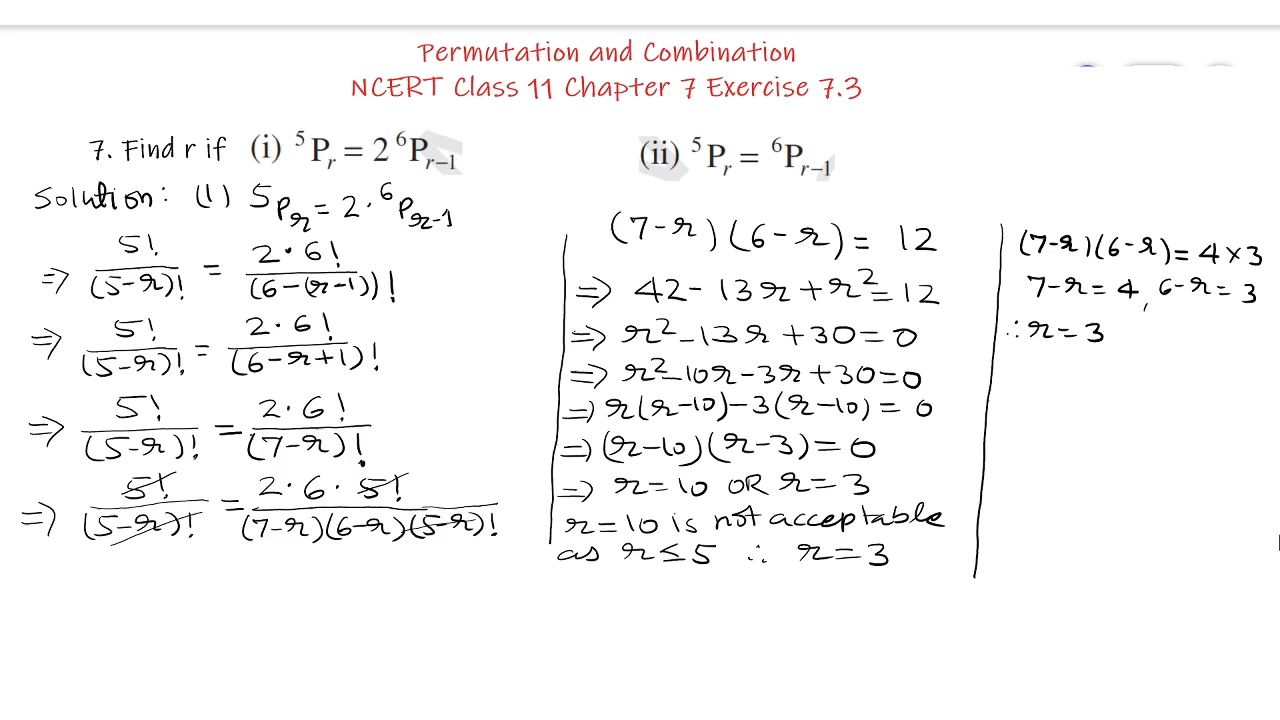 Permutation and Combination
NCERT Class 11 Chapter 7 Exercise 7.3
7. Find r if (i) ⁵Pᵣ = 2 ⁶Pᵣ₋₁ (ii) ⁵Pᵣ = ⁶Pᵣ₋₁
Solution: (1) ⁵Pᵣ = 2·⁶Pᵣ₋₁
=> 5!/(5-r)! = 2·6!/(6-(r-1))!
=> 5!/(5-r)! = 2·6!/(6-r+1)!
=> 5!/(5-r)! = 2·6!/(7-r)!
=> 5!/(5-r)! = 2·6·5!/(7-r)(6-r)(5-r)!
(7-r)(6-r) = 12
=> 42-13r+r²=12
=> r²-13r+30=0
=> r²-10r-3r+30=0
=> r(r-10)-3(r-10)=0
=> (r-10)(r-3)=0
=> r=10 OR r=3
r=10 is not acceptable
as r≤5 ∴ r=3
(7-r)(6-r)=4×3
7-r=4, 6-r=3
∴ r=3